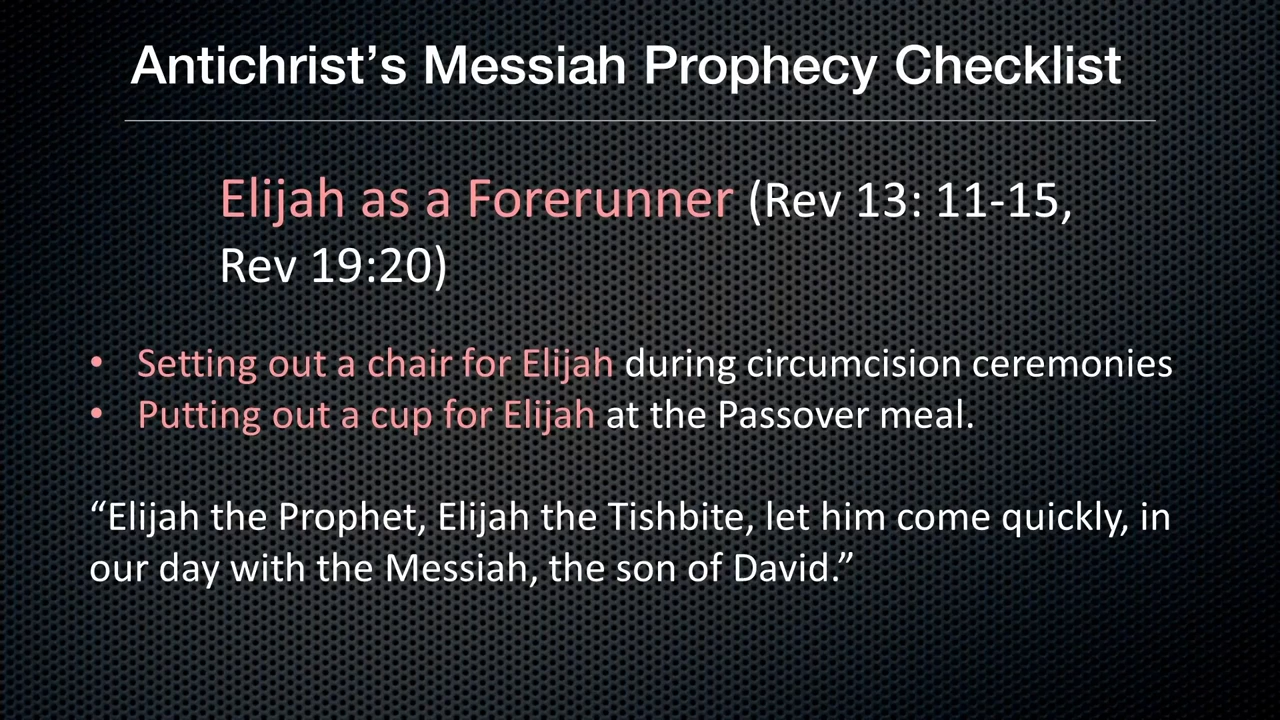 Antichrist’s Messiah Prophecy Checklist
Elijah as a Forerunner (Rev 13: 11-15,
Rev 19:20)
• Setting out a chair for Elijah during circumcision ceremonies
• Putting out a cup for Elijah at the Passover meal.
“Elijah the Prophet, Elijah the Tishbite, let him come quickly, in
our day with the Messiah, the son of David.”